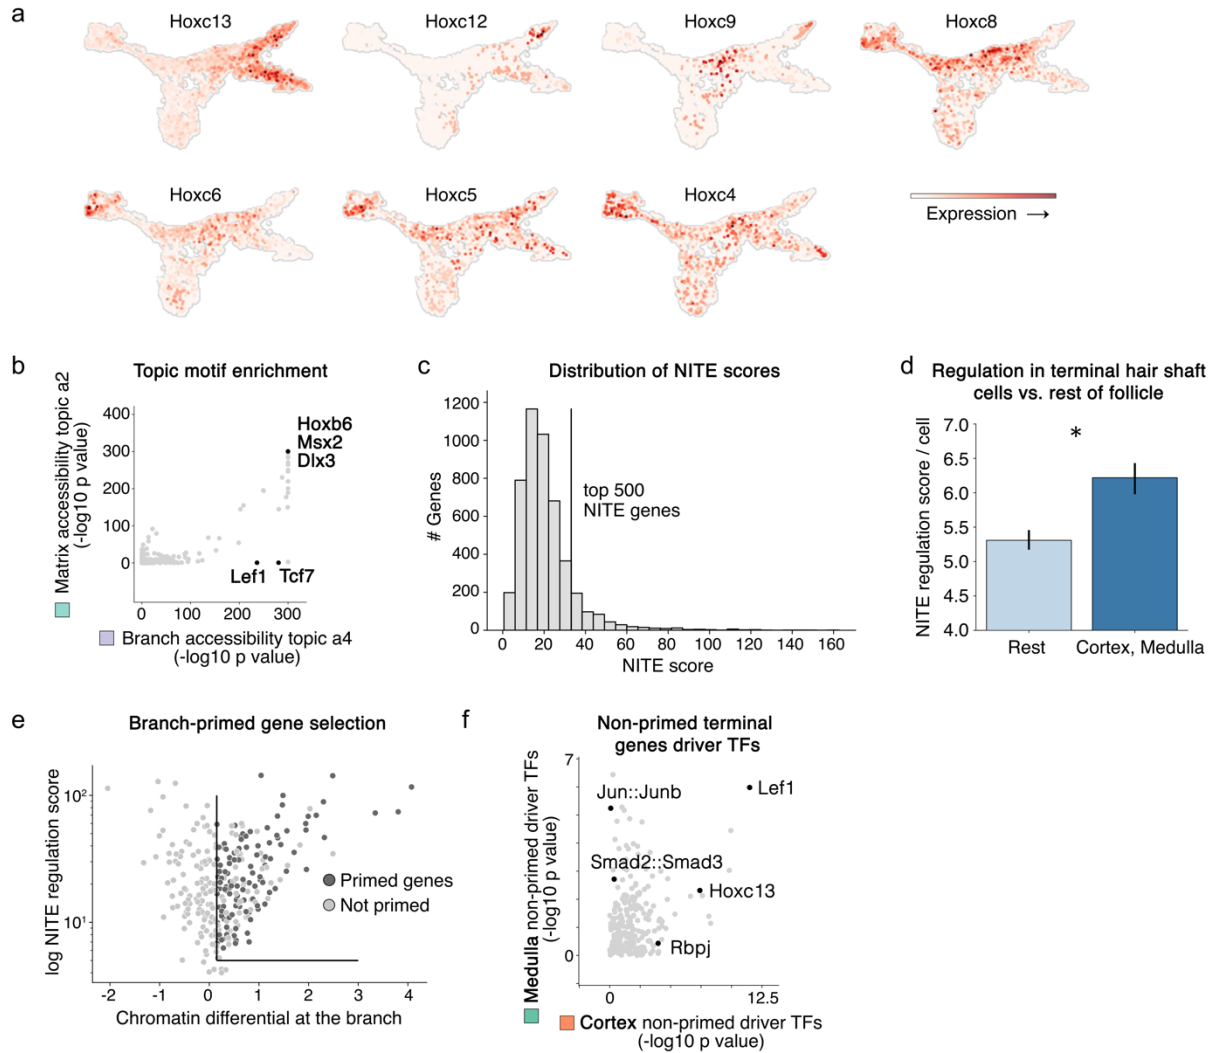 a
Hoxc13
Hoxc12
Hoxc9
Hoxc8
Hoxc6
Hoxc5
Hoxc4
Expression →
b
Topic motif enrichment
Matrix accessibility topic a2
(-log10 p value)
400
300
200
100
0
Hoxb6
Msx2
Dlx3
Lef1
Tcf7
0 100 200 300
Branch accessibility topic a4
(-log10 p value)
c
Distribution of NITE scores
# Genes
1200
1000
800
600
400
200
0
top 500
NITE genes
0 20 40 60 80 100 120 140 160
NITE score
d
Regulation in terminal hair shaft
cells vs. rest of follicle
NITE regulation score / cell
7.0
6.5
6.0
5.5
5.0
4.5
4.0
*
Rest
Cortex, Medulla
e
Branch-primed gene selection
log NITE regulation score
10²
10¹
Primed genes
Not primed
-2 -1 0 1 2 3 4
Chromatin differential at the branch
f
Non-primed terminal
genes driver TFs
Medulla non-primed driver TFs
(-log10 p value)
7
0
Jun::Junb
Lef1
Smad2::Smad3
Hoxc13
Rbpj
0 12.5
Cortex non-primed driver TFs
(-log10 p value)